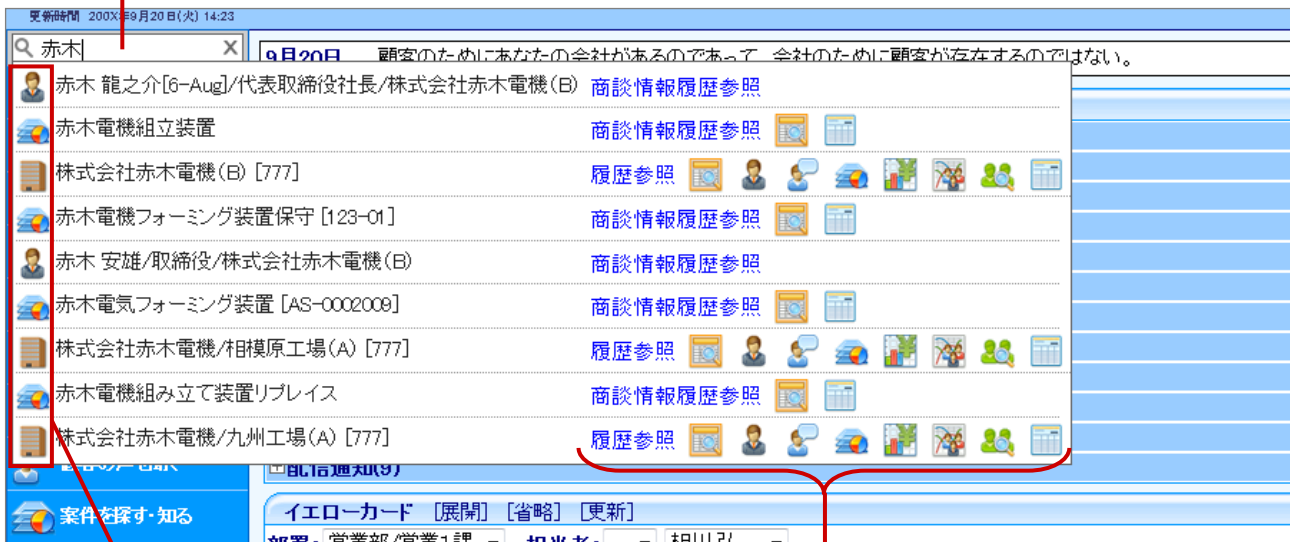 更新時間 200X年9月20日(火) 14:23
赤木
9月20日 顧客のためにあなたの会社があるのであって、会社のために顧客が存在するのではない。
赤木 龍之介[6-Aug]/代表取締役社長/株式会社赤木電機(B) 商談情報履歴参照
赤木電機組立装置 商談情報履歴参照
株式会社赤木電機(B) [777] 履歴参照
赤木電機フォーミング装置保守 [123-01] 商談情報履歴参照
赤木 安雄/取締役/株式会社赤木電機(B) 商談情報履歴参照
赤木電気フォーミング装置 [AS-0002009] 商談情報履歴参照
株式会社赤木電機/相模原工場(A) [777] 履歴参照
赤木電機組み立て装置リプレイス 商談情報履歴参照
株式会社赤木電機/九州工場(A) [777] 履歴参照
配信通知(9)
案件を探す・知る
イエローカード [展開] [省略] [更新]
部署: 営業部/営業1課 担当者: 相川弘